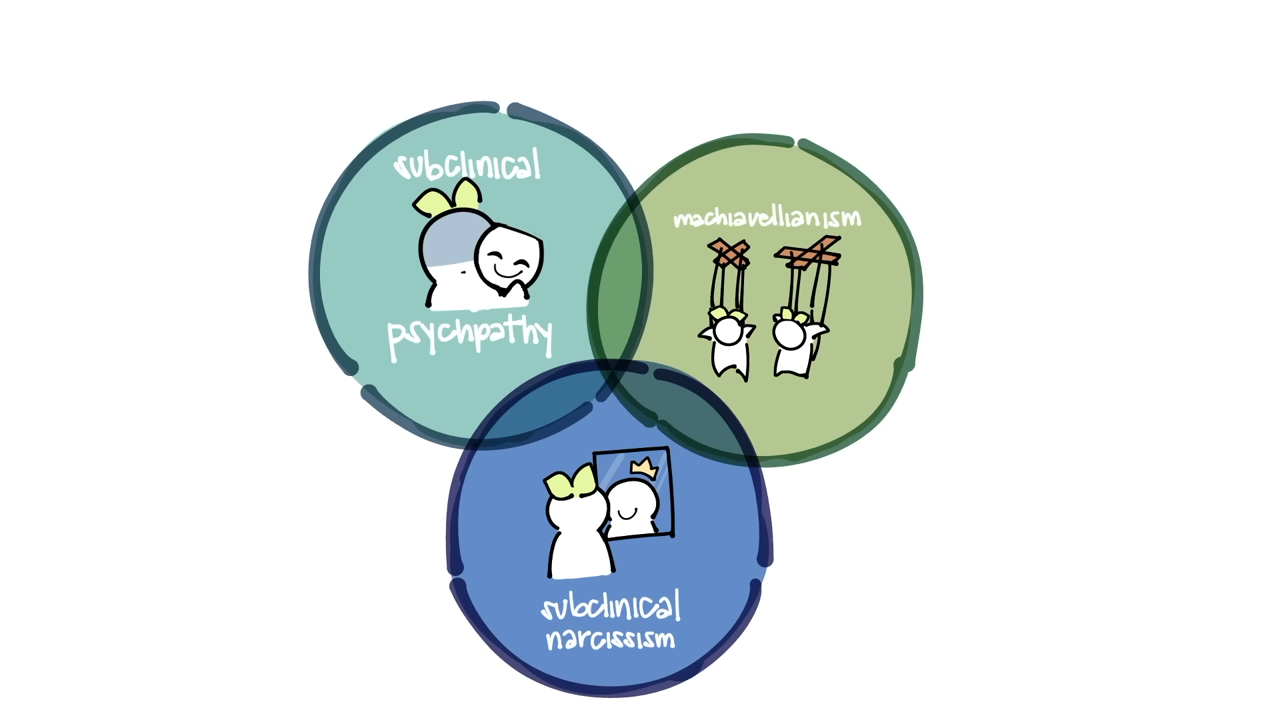 subclinical
psychpathy
machiavellianism
subclinical
narcissism